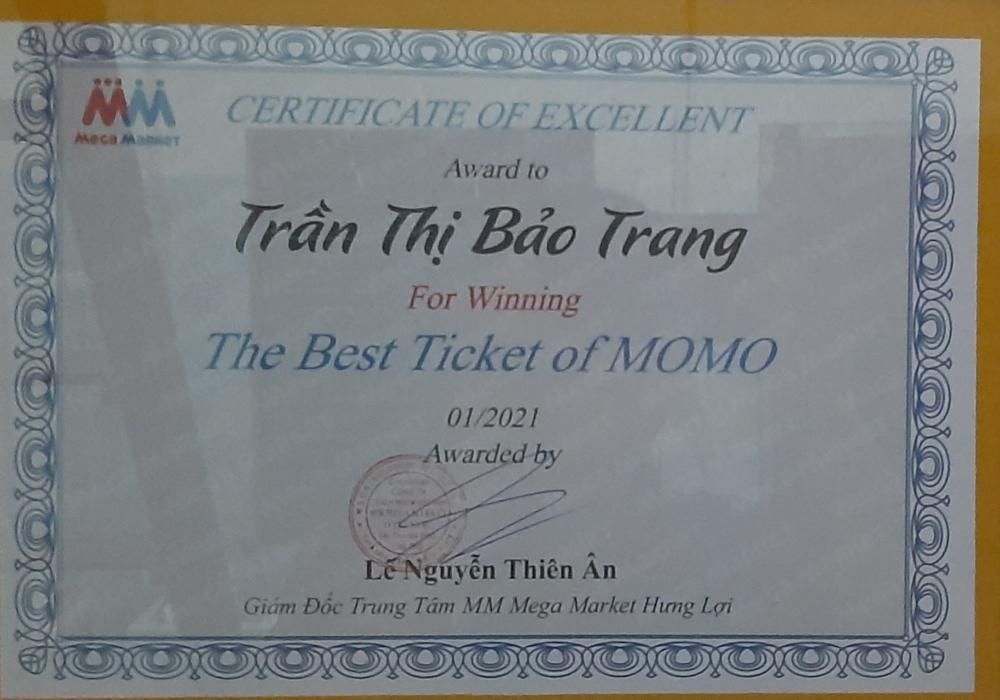 MM
Mega Market
CERTIFICATE OF EXCELLENT
Award to
Trần Thị Bảo Trang
For Winning
The Best Ticket of MOMO
01/2021
Awarded by
Lê Nguyễn Thiên Ân
Giám Đốc Trung Tâm MM Mega Market Hưng Lợi